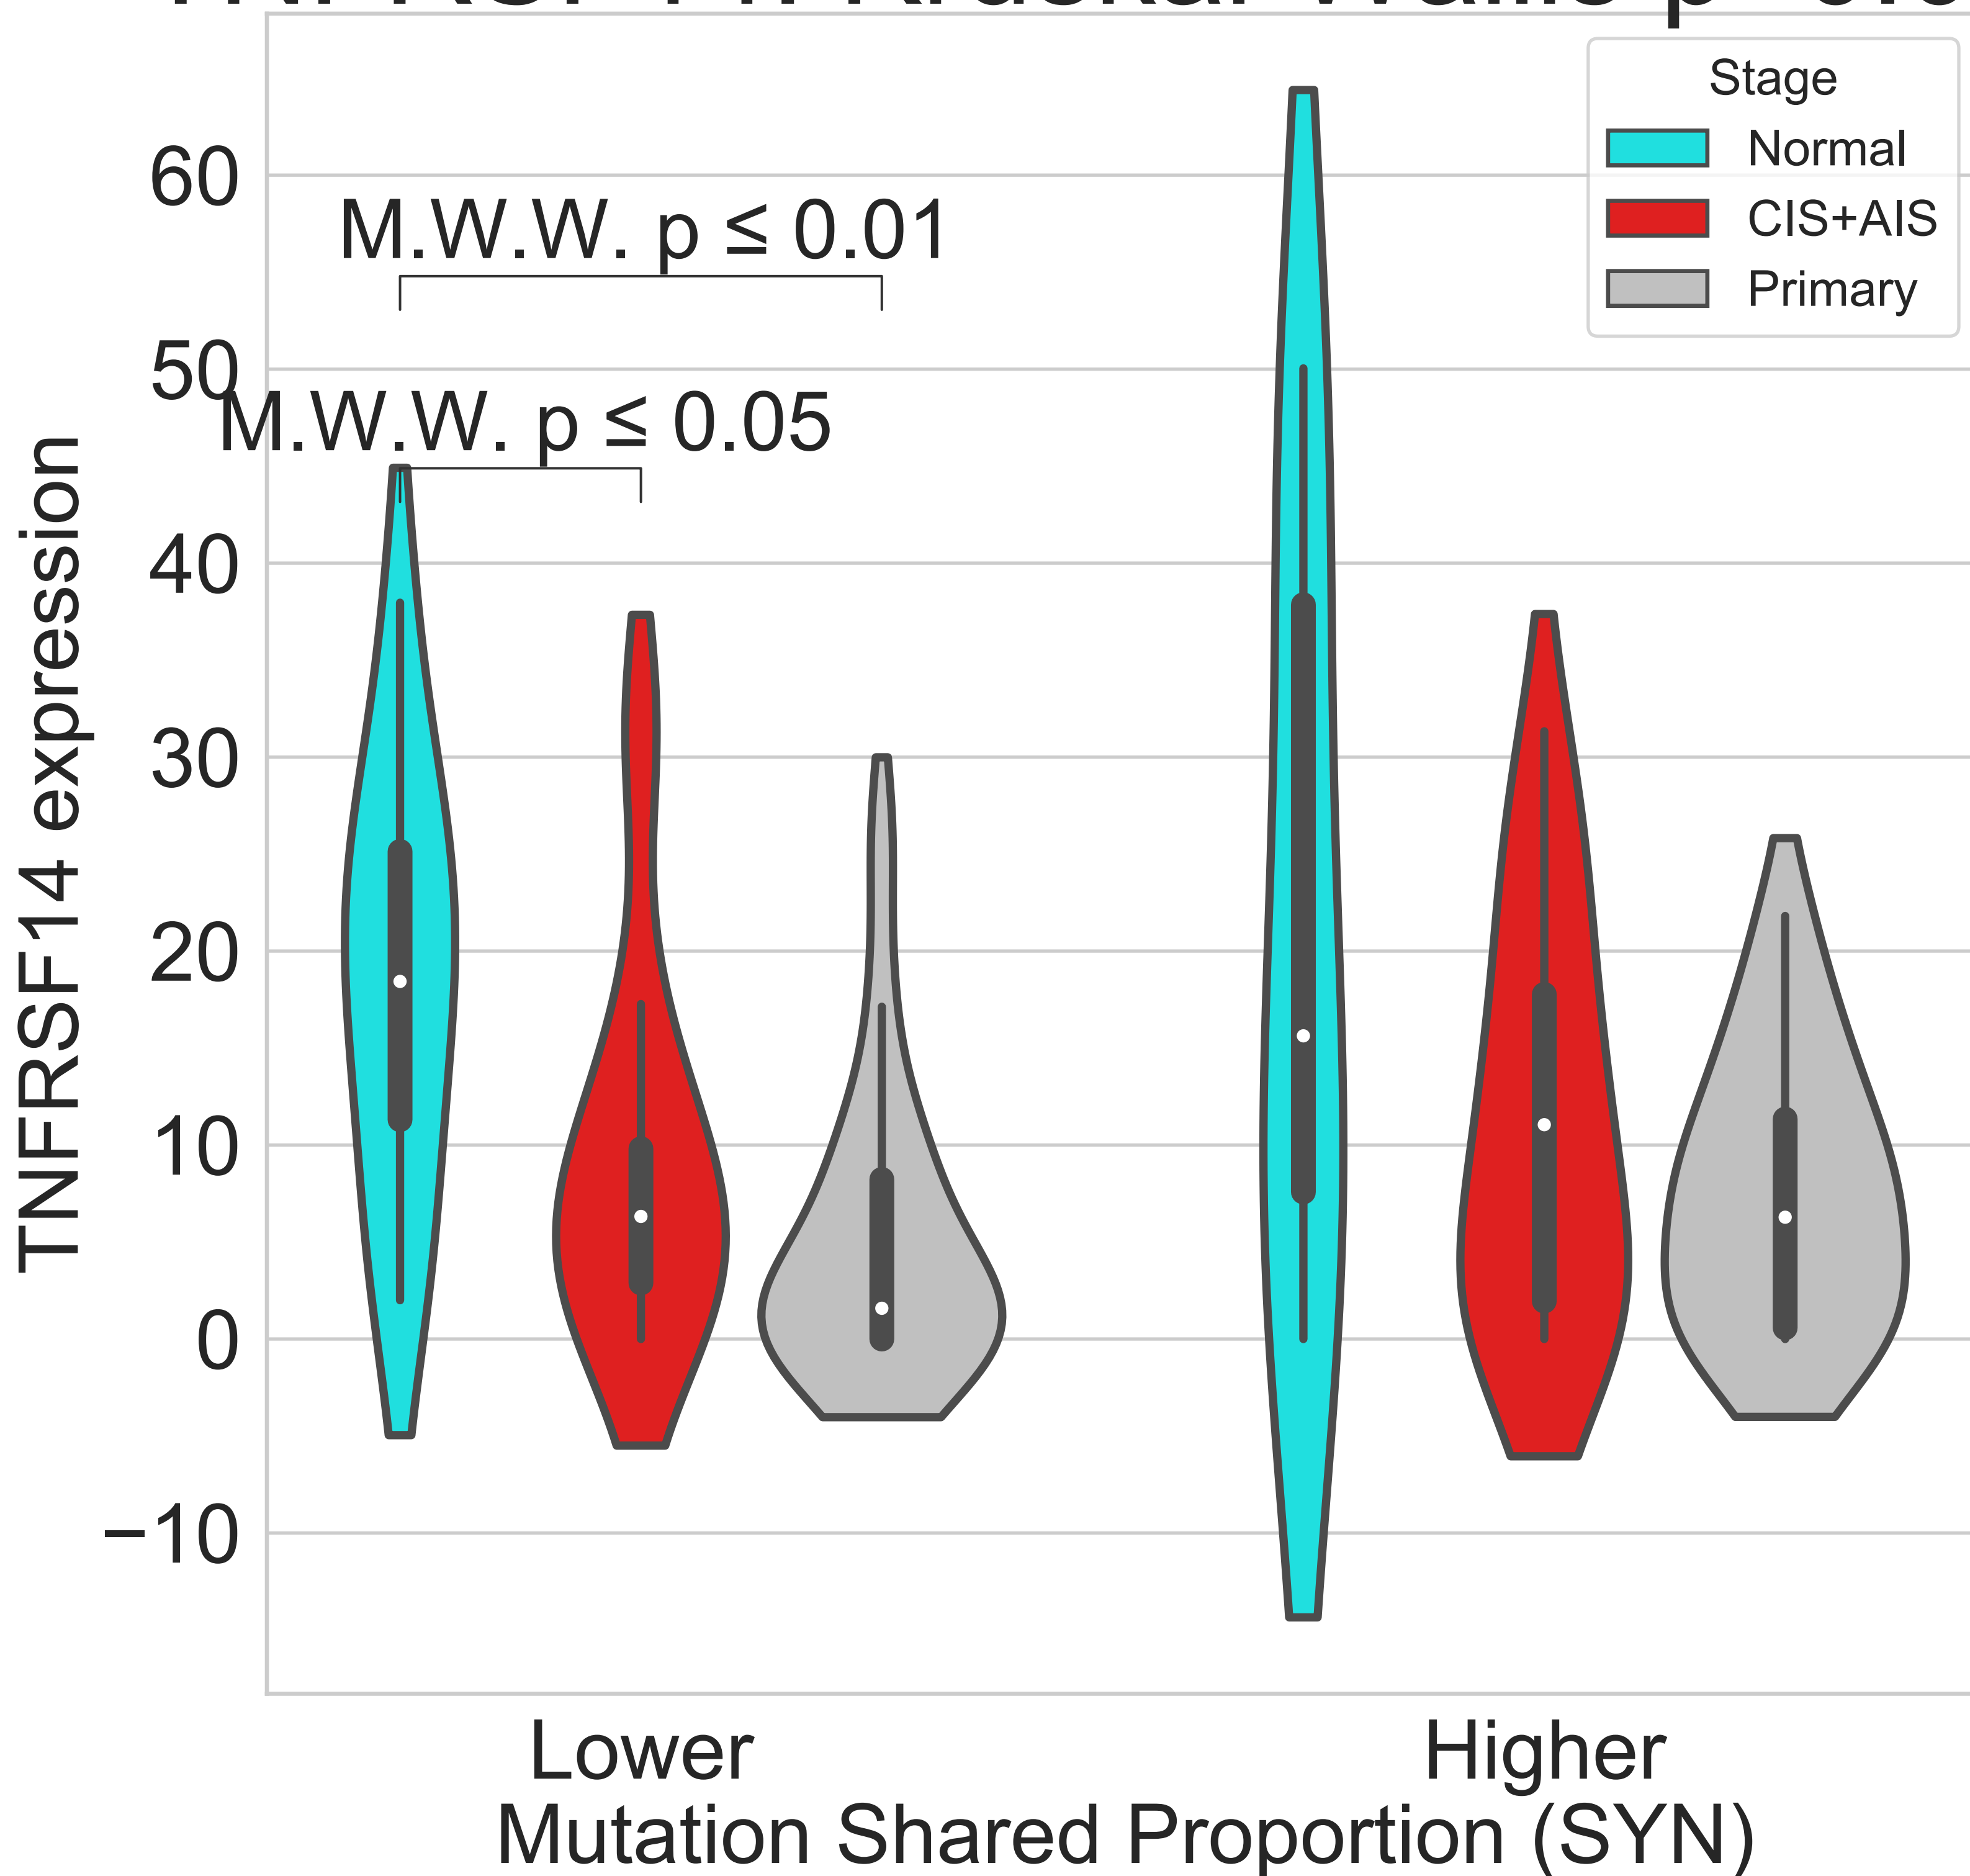 Stage
Normal
CIS+AIS
Primary
60
50
40
30
20
10
0
−10
TNFRSF14 expression
M.W.W. p ≤ 0.01
M.W.W. p ≤ 0.05
Lower
Higher
Mutation Shared Proportion (SYN)